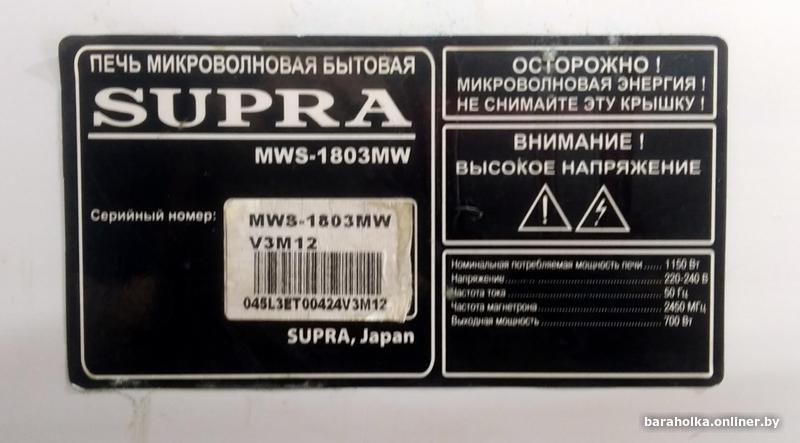 ПЕЧЬ МИКРОВОЛНОВАЯ БЫТОВАЯ
SUPRA
MWS-1803MW
Серийный номер:
MWS-1803MW
V3M12
045L3ET00424V3M12
SUPRA, Japan
ОСТОРОЖНО !
МИКРОВОЛНОВАЯ ЭНЕРГИЯ !
НЕ СНИМАЙТЕ ЭТУ КРЫШКУ !
ВНИМАНИЕ !
ВЫСОКОЕ НАПРЯЖЕНИЕ
Номинальная потребляемая мощность печи ..... 1150 Вт
Напряжение ..... 220-240 В
Частота тока ..... 50 Гц
Частота магнетрона ..... 2450 МГц
Выходная мощность ..... 700 Вт
baraholka.onliner.by